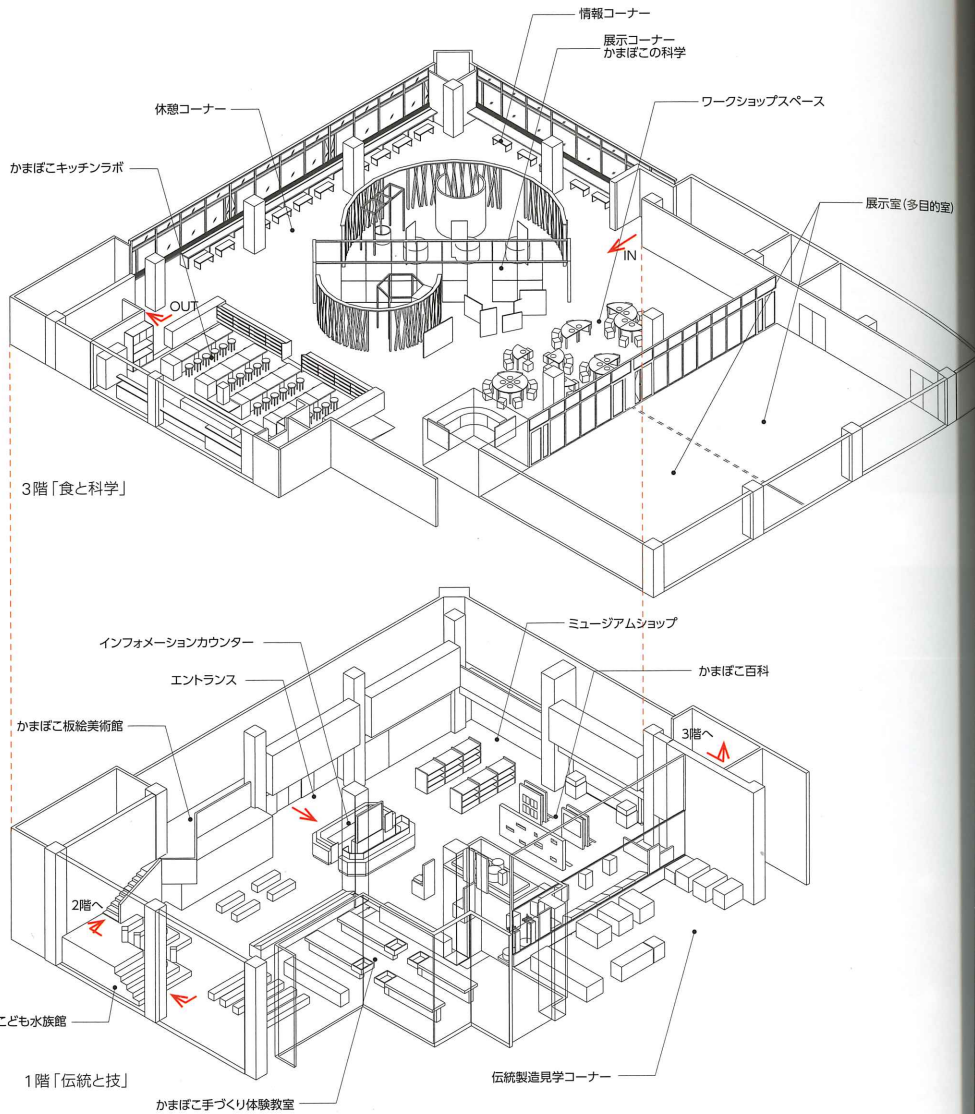 情報コーナー
展示コーナー
かまぼこの科学
休憩コーナー
ワークショップスペース
かまぼこキッチンラボ
展示室(多目的室)
IN
OUT
3階「食と科学」
インフォメーションカウンター
ミュージアムショップ
エントランス
かまぼこ百科
かまぼこ板絵美術館
3階へ
2階へ
こども水族館
1階「伝統と技」
伝統製造見学コーナー
かまぼこ手づくり体験教室